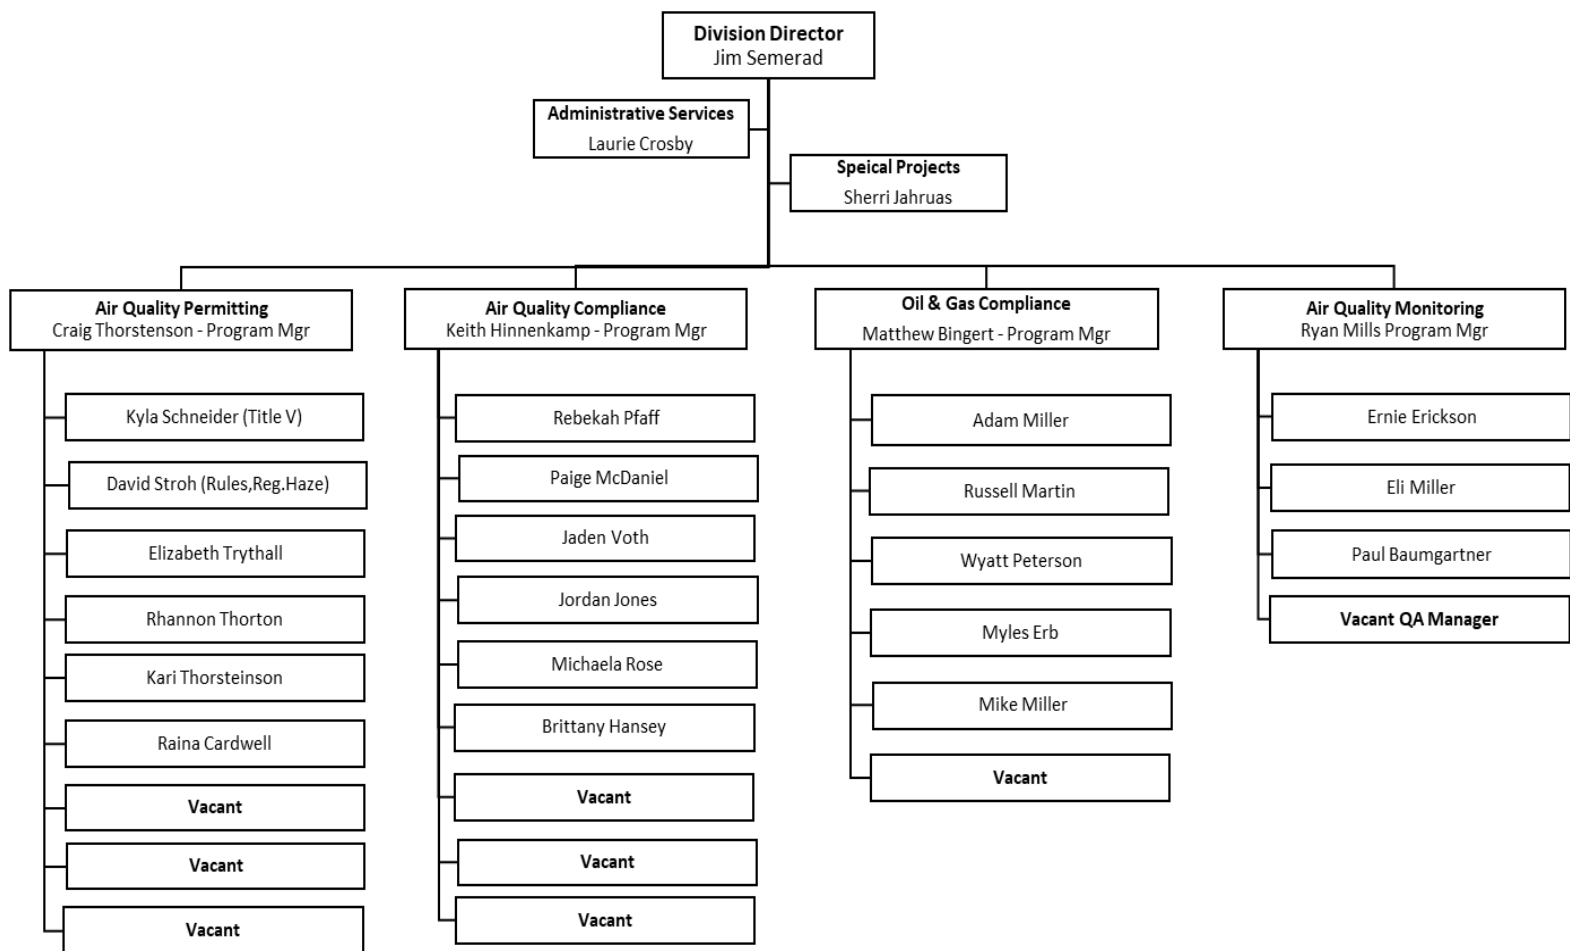 Division Director
Jim Semerad
Administrative Services
Laurie Crosby
Speical Projects
Sherri Jahruas
Air Quality Permitting
Craig Thorstenson - Program Mgr
Kyla Schneider (Title V)
David Stroh (Rules,Reg.Haze)
Elizabeth Trythall
Rhannon Thorton
Kari Thorsteinson
Raina Cardwell
Vacant
Vacant
Vacant
Air Quality Compliance
Keith Hinnenkamp - Program Mgr
Rebekah Pfaff
Paige McDaniel
Jaden Voth
Jordan Jones
Michaela Rose
Brittany Hansey
Vacant
Vacant
Vacant
Oil & Gas Compliance
Matthew Bingert - Program Mgr
Adam Miller
Russell Martin
Wyatt Peterson
Myles Erb
Mike Miller
Vacant
Air Quality Monitoring
Ryan Mills Program Mgr
Ernie Erickson
Eli Miller
Paul Baumgartner
Vacant QA Manager